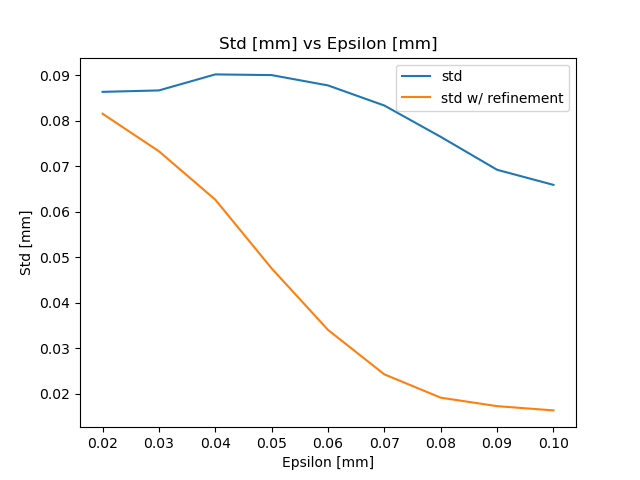 Std [mm] vs Epsilon [mm]
std
std w/ refinement
0.09
0.08
0.07
0.06
0.05
0.04
0.03
0.02
Std [mm]
0.02 0.03 0.04 0.05 0.06 0.07 0.08 0.09 0.10
Epsilon [mm]